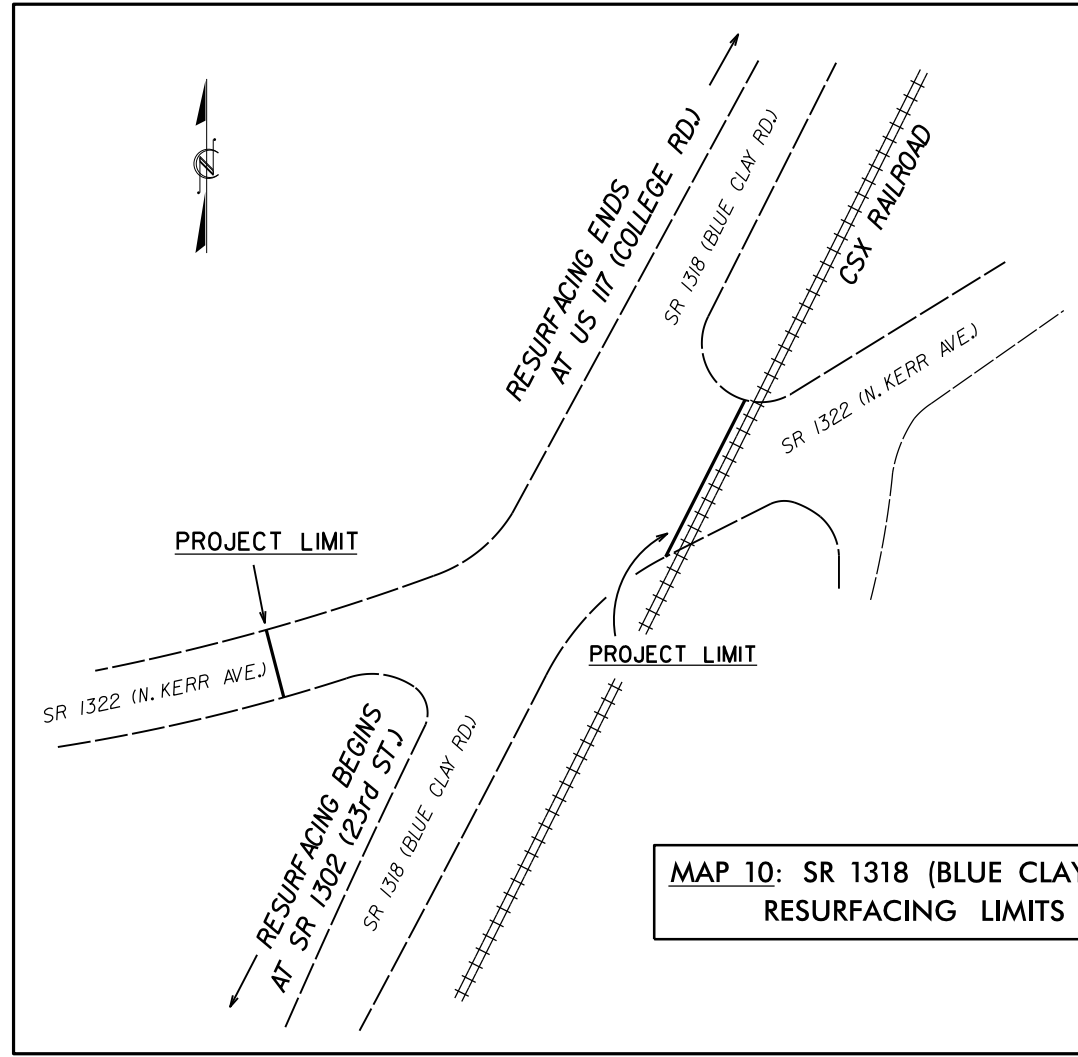 RESURFACING ENDS
AT US 117 (COLLEGE RD.)
SR 1318 (BLUE CLAY RD.)
CSX RAILROAD
SR 1322 (N. KERR AVE.)
PROJECT LIMIT
SR 1322 (N. KERR AVE.)
PROJECT LIMIT
RESURFACING BEGINS
AT SR 1302 (23rd ST.)
SR 1318 (BLUE CLAY RD.)
MAP 10: SR 1318 (BLUE CLAY
RESURFACING LIMITS